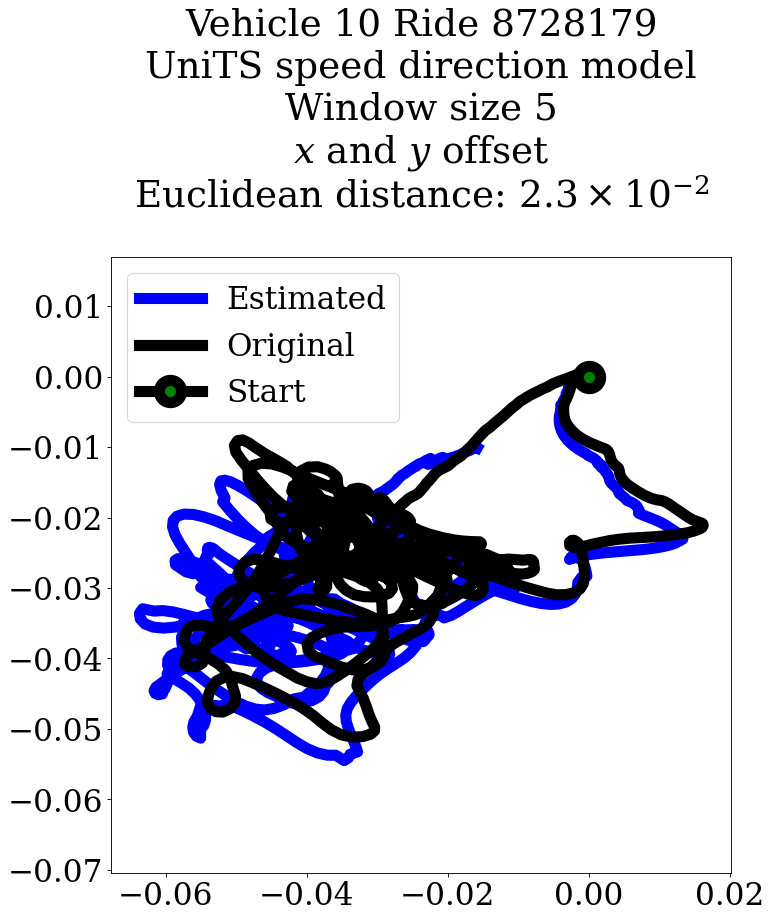 Vehicle 10 Ride 8728179
UniTS speed direction model
Window size 5
x and y offset
Euclidean distance: 2.3 × 10⁻²
Estimated
Original
Start
0.01
0.00
−0.01
−0.02
−0.03
−0.04
−0.05
−0.06
−0.07
−0.06 −0.04 −0.02 0.00 0.02